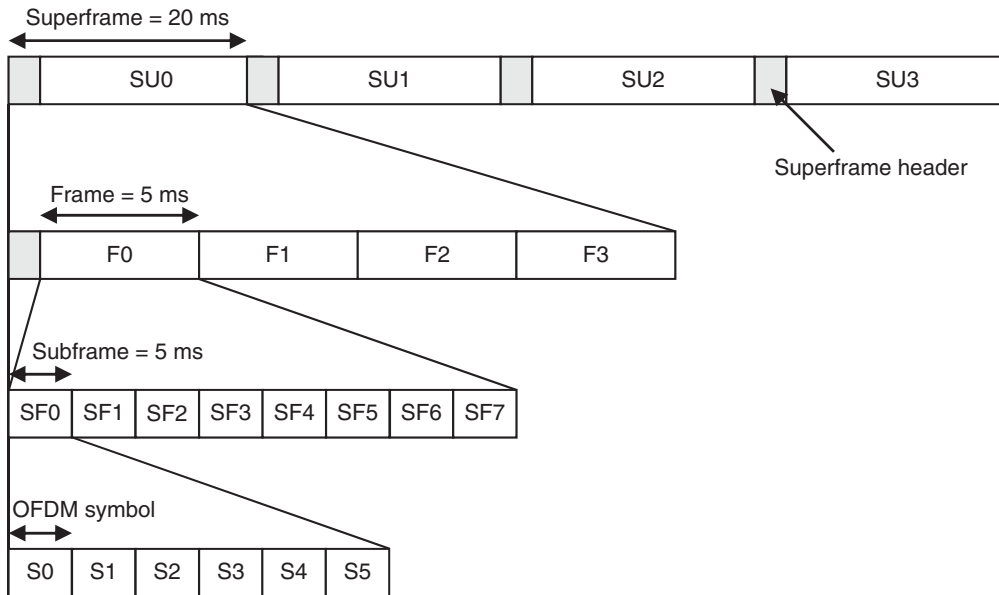 Superframe = 20 ms
SU0 SU1 SU2 SU3
Superframe header
Frame = 5 ms
F0 F1 F2 F3
Subframe = 5 ms
SF0 SF1 SF2 SF3 SF4 SF5 SF6 SF7
OFDM symbol
S0 S1 S2 S3 S4 S5